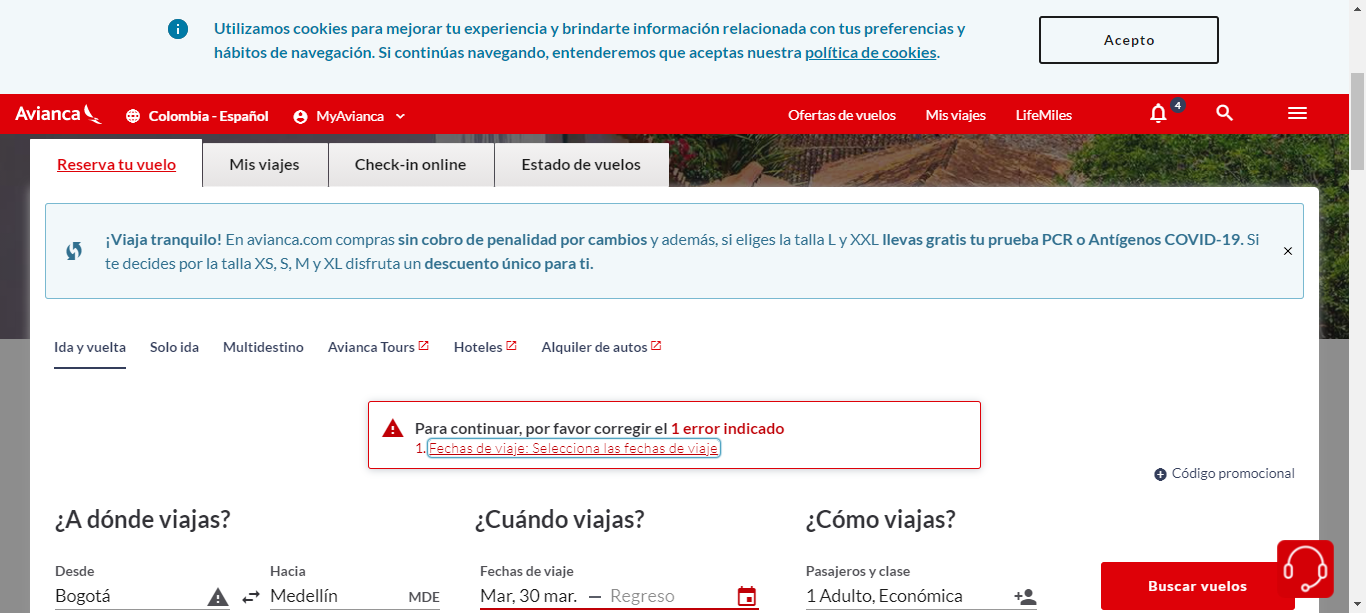 Utilizamos cookies para mejorar tu experiencia y brindarte información relacionada con tus preferencias y
hábitos de navegación. Si continúas navegando, entenderemos que aceptas nuestra política de cookies.
Acepto
Avianca
Colombia - Español
MyAvianca
Ofertas de vuelos
Mis viajes
LifeMiles
4
Reserva tu vuelo
Mis viajes
Check-in online
Estado de vuelos
¡Viaja tranquilo! En avianca.com compras sin cobro de penalidad por cambios y además, si eliges la talla L y XXL llevas gratis tu prueba PCR o Antígenos COVID-19. Si
te decides por la talla XS, S, M y XL disfruta un descuento único para ti.
Ida y vuelta
Solo ida
Multidestino
Avianca Tours
Hoteles
Alquiler de autos
Para continuar, por favor corregir el 1 error indicado
1. Fechas de viaje: Selecciona las fechas de viaje
Código promocional
¿A dónde viajas?
¿Cuándo viajas?
¿Cómo viajas?
Desde
Hacia
Fechas de viaje
Pasajeros y clase
Bogotá
Medellín
MDE
Mar, 30 mar. — Regreso
1 Adulto, Económica
Buscar vuelos